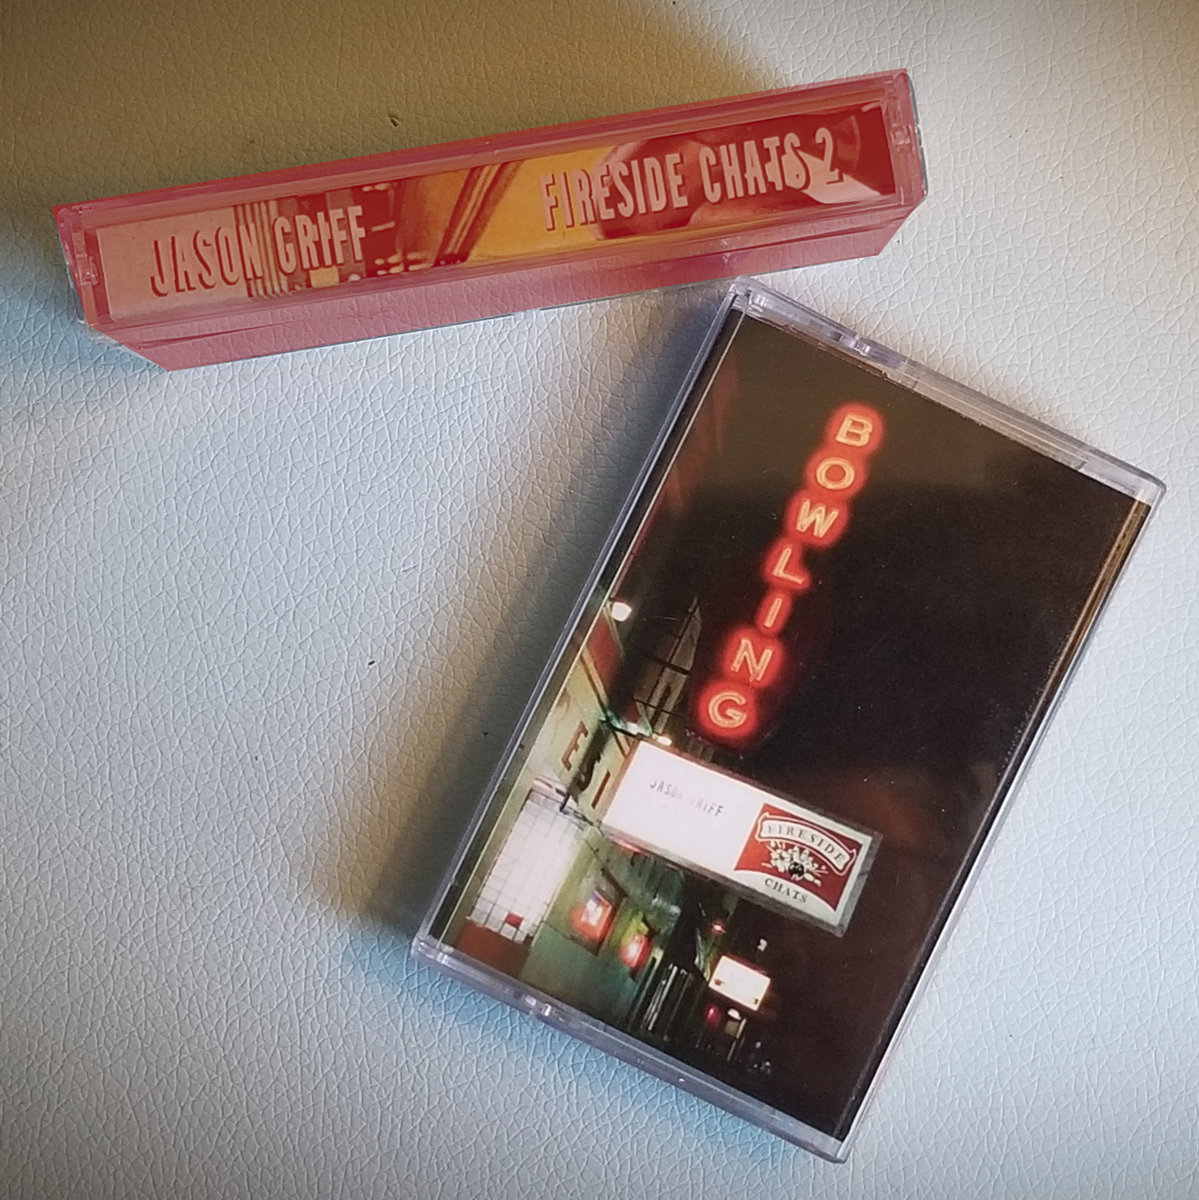 JASON GRIFF
FIRESIDE CHATS 2
BOWLING
JASON GRIFF
FIRESIDE
CHATS